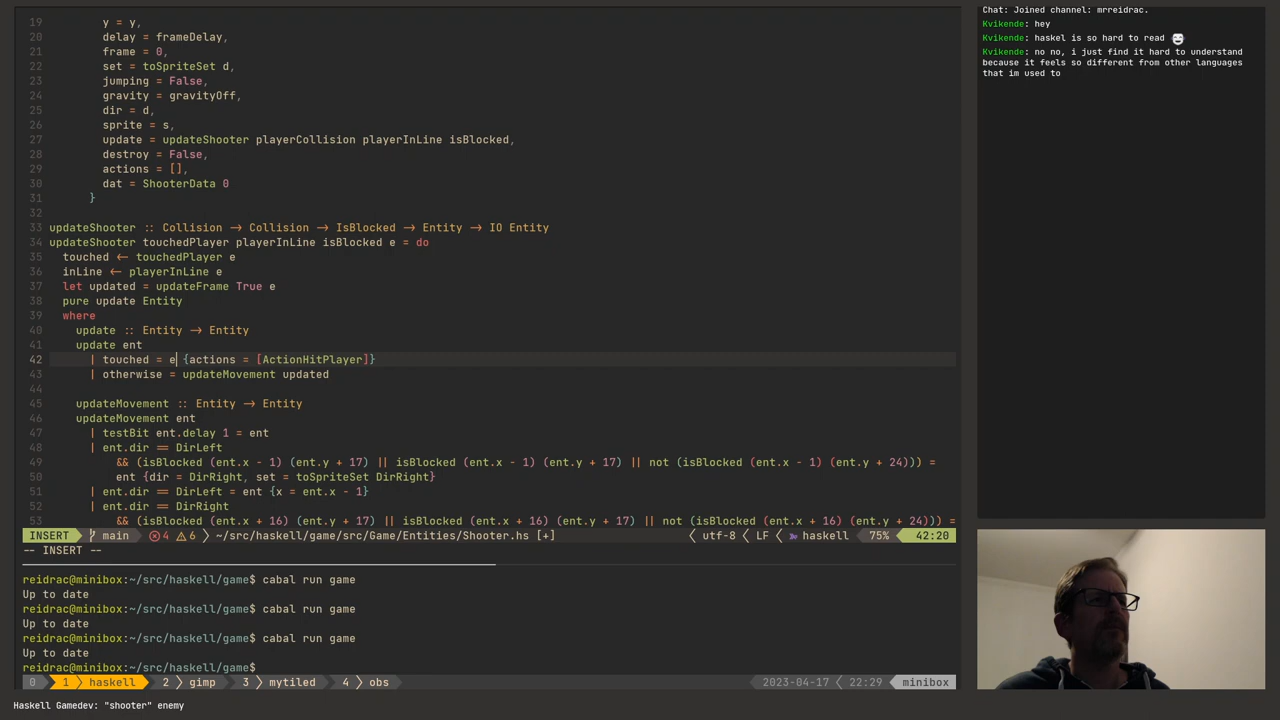 19         y = y,
20         delay = frameDelay,
21         frame = 0,
22         set = toSpriteSet d,
23         jumping = False,
24         gravity = gravityOff,
25         dir = d,
26         sprite = s,
27         update = updateShooter playerCollision playerInLine isBlocked,
28         destroy = False,
29         actions = [],
30         dat = ShooterData 0
31       }
32
33 updateShooter :: Collision → Collision → IsBlocked → Entity → IO Entity
34 updateShooter touchedPlayer playerInLine isBlocked e = do
35   touched ← touchedPlayer e
36   inLine ← playerInLine e
37   let updated = updateFrame True e
38   pure update Entity
39   where
40     update :: Entity → Entity
41     update ent
42       | touched = e {actions = [ActionHitPlayer]}
43       | otherwise = updateMovement updated
44
45     updateMovement :: Entity → Entity
46     updateMovement ent
47       | testBit ent.delay 1 = ent
48       | ent.dir == DirLeft
49           && (isBlocked (ent.x - 1) (ent.y + 17) || isBlocked (ent.x - 1) (ent.y + 17) || not (isBlocked (ent.x - 1) (ent.y + 24))) =
50           ent {dir = DirRight, set = toSpriteSet DirRight}
51       | ent.dir == DirLeft = ent {x = ent.x - 1}
52       | ent.dir == DirRight
53           && (isBlocked (ent.x + 16) (ent.y + 17) || isBlocked (ent.x + 16) (ent.y + 17) || not (isBlocked (ent.x + 16) (ent.y + 24))) =
INSERT main 4 6 ~/src/haskell/game/src/Game/Entities/Shooter.hs [+] utf-8 LF haskell 75% 42:20
-- INSERT --
reidrac@minibox:~/src/haskell/game$ cabal run game
Up to date
reidrac@minibox:~/src/haskell/game$ cabal run game
Up to date
reidrac@minibox:~/src/haskell/game$ cabal run game
Up to date
reidrac@minibox:~/src/haskell/game$
0 1 haskell 2 gimp 3 mytiled 4 obs 2023-04-17 22:29 minibox
Haskell Gamedev: "shooter" enemy
Chat: Joined channel: mrreidrac.
Kvikende: hey
Kvikende: haskel is so hard to read
Kvikende: no no, i just find it hard to understand
because it feels so different from other languages
that im used to